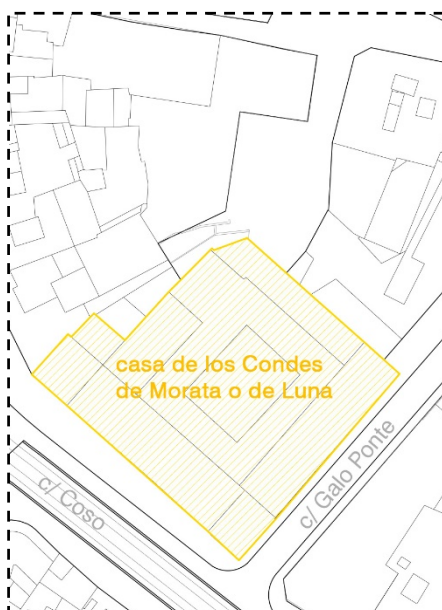 casa de los Condes
de Morata o de Luna
c/ Coso
c/ Galo Ponte